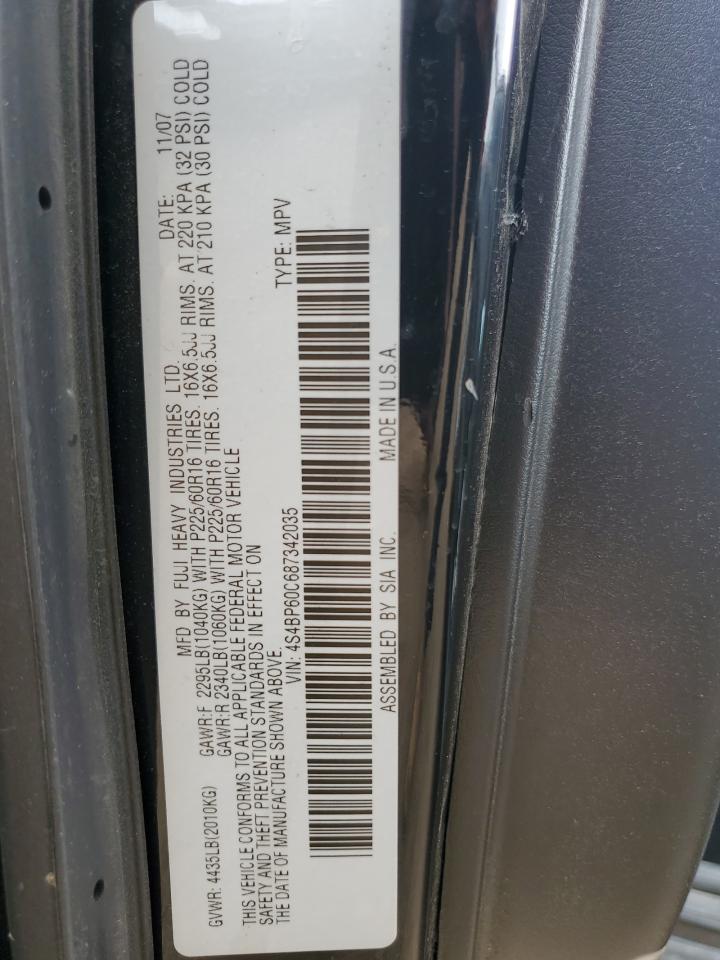 MFD BY FUJI HEAVY INDUSTRIES LTD. DATE: 11/07
GVWR: 4435LB(2010KG) GAWR:F 2295LB(1040KG) WITH P225/60R16 TIRES. 16X6.5JJ RIMS. AT 220 KPA (32 PSI) COLD
GAWR:R 2340LB(1060KG) WITH P225/60R16 TIRES. 16X6.5JJ RIMS. AT 210 KPA (30 PSI) COLD
THIS VEHICLE CONFORMS TO ALL APPLICABLE FEDERAL MOTOR VEHICLE
SAFETY AND THEFT PREVENTION STANDARDS IN EFFECT ON
THE DATE OF MANUFACTURE SHOWN ABOVE.
VIN: 4S4BP60C687342035 TYPE: MPV
ASSEMBLED BY SIA INC. MADE IN U.S.A.